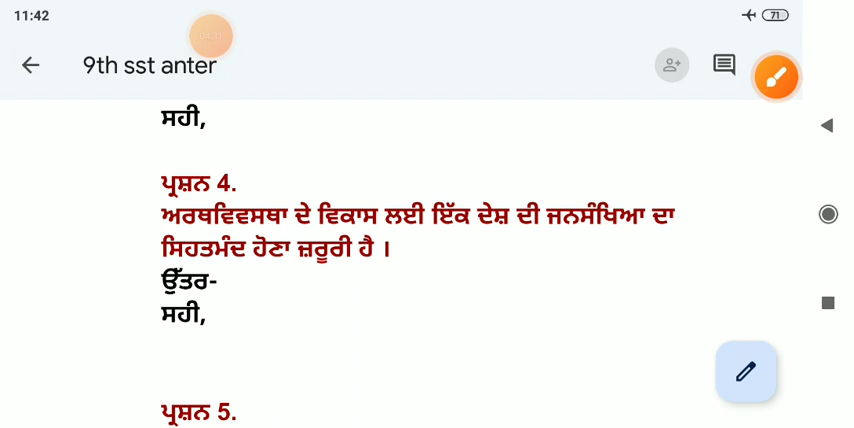 11:42
71
9th sst anter
ਸਹੀ,
ਪ੍ਰਸ਼ਨ 4.
ਅਰਥਵਿਵਸਥਾ ਦੇ ਵਿਕਾਸ ਲਈ ਇੱਕ ਦੇਸ਼ ਦੀ ਜਨਸੰਖਿਆ ਦਾ
ਸਿਹਤਮੰਦ ਹੋਣਾ ਜ਼ਰੂਰੀ ਹੈ ।
ਉੱਤਰ-
ਸਹੀ,
ਪ੍ਰਸ਼ਨ 5.